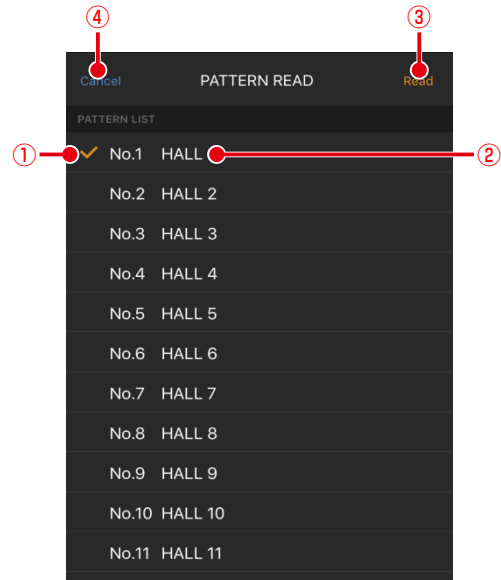 ④ ③
Cancel PATTERN READ Read
PATTERN LIST
① No.1 HALL ②
No.2 HALL 2
No.3 HALL 3
No.4 HALL 4
No.5 HALL 5
No.6 HALL 6
No.7 HALL 7
No.8 HALL 8
No.9 HALL 9
No.10 HALL 10
No.11 HALL 11